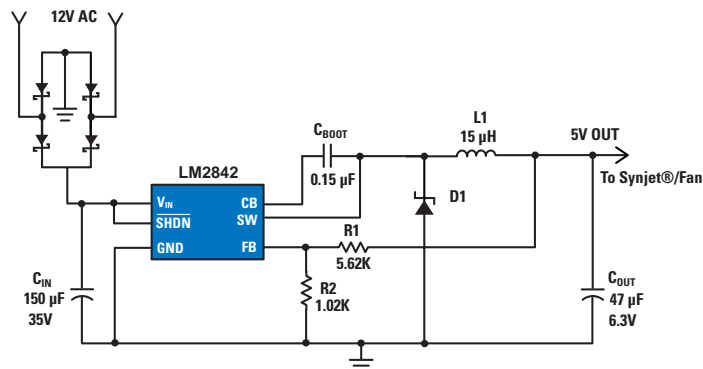 12V AC
L1
15 µH
5V OUT
To Synjet®/Fan
CBOOT
0.15 µF
LM2842
VIN
SHDN
GND
CB
SW
FB
D1
R1
5.62K
R2
1.02K
CIN
150 µF
35V
COUT
47 µF
6.3V